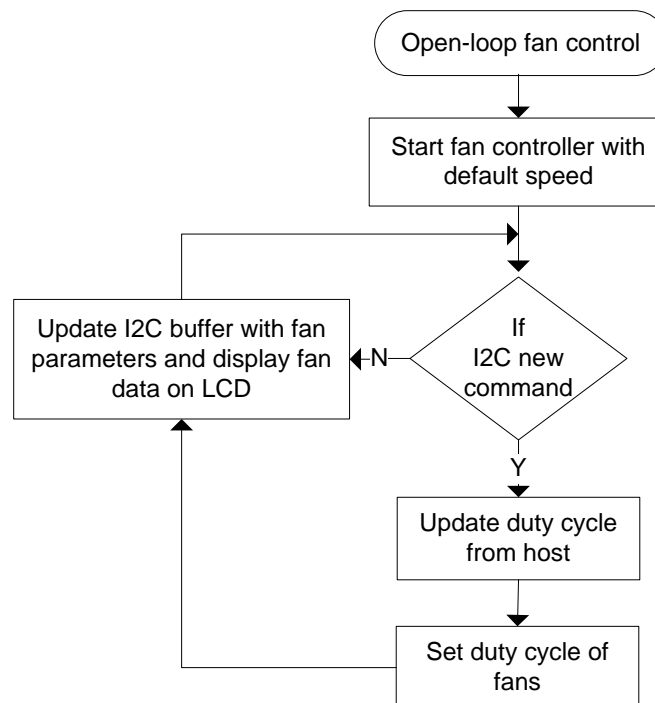 Open-loop fan control
Start fan controller with
default speed
Update I2C buffer with fan
parameters and display fan
data on LCD
N
If
I2C new
command
Y
Update duty cycle
from host
Set duty cycle of
fans